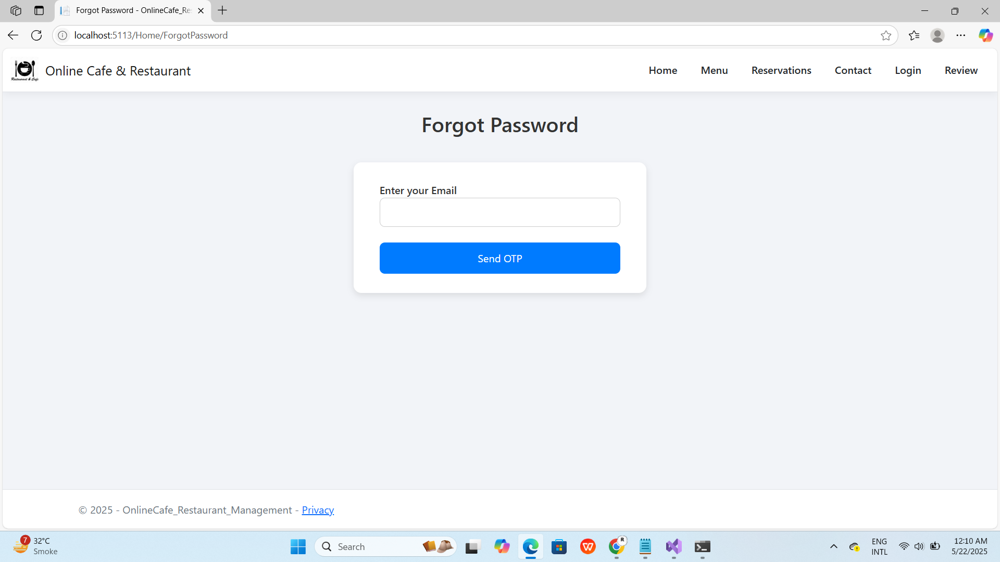 Forgot Password - OnlineCafe_Re
localhost:5113/Home/ForgotPassword
Restaurant & Cafe
Online Cafe & Restaurant
Home Menu Reservations Contact Login Review
Forgot Password
Enter your Email
Send OTP
© 2025 - OnlineCafe_Restaurant_Management - Privacy
7
32°C
Smoke
Search
R
ENG
INTL
12:10 AM
5/22/2025